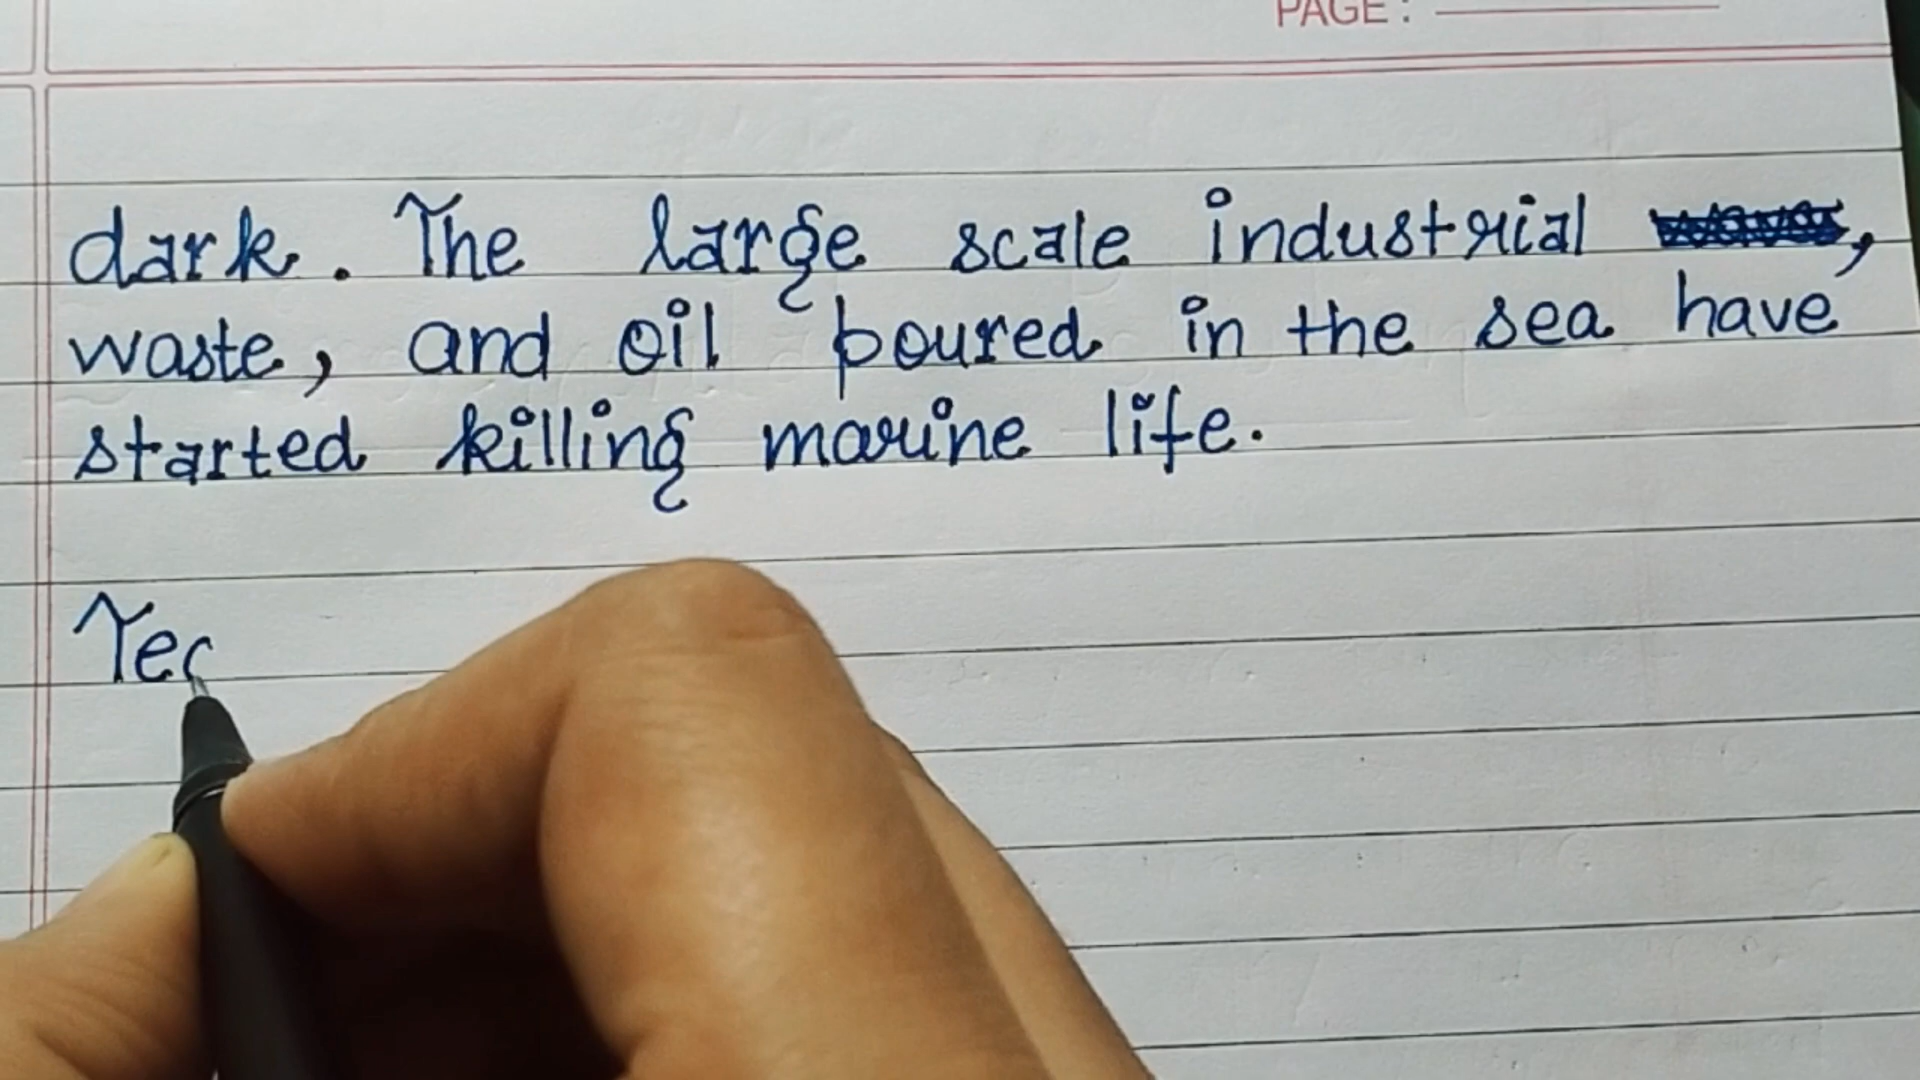 PAGE:
dark. The large scale industrial ,
waste, and oil poured in the sea have
started killing marine life.
Tec